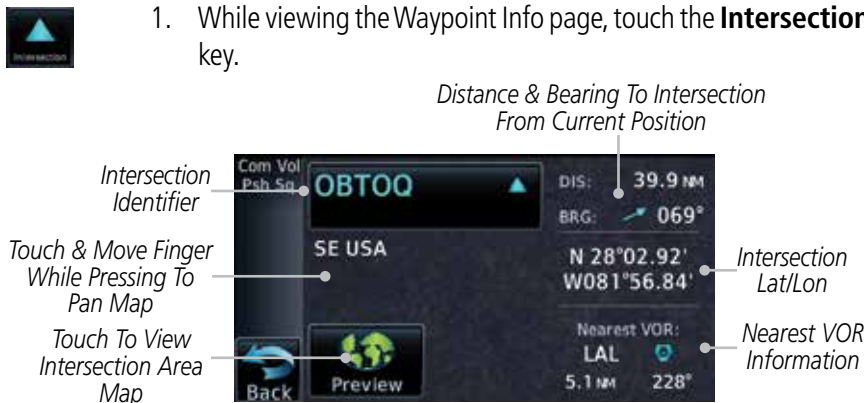 Intersection
1. While viewing the Waypoint Info page, touch the Intersection
key.
Distance & Bearing To Intersection
From Current Position
Intersection
Identifier
Touch & Move Finger
While Pressing To
Pan Map
Touch To View
Intersection Area
Map
Com Vol
Psh Sq
OBTOQ
SE USA
Back
Preview
DIS: 39.9 NM
BRG: 069°
N 28°02.92'
W081°56.84'
Nearest VOR:
LAL
5.1 NM 228°
Intersection
Lat/Lon
Nearest VOR
Information